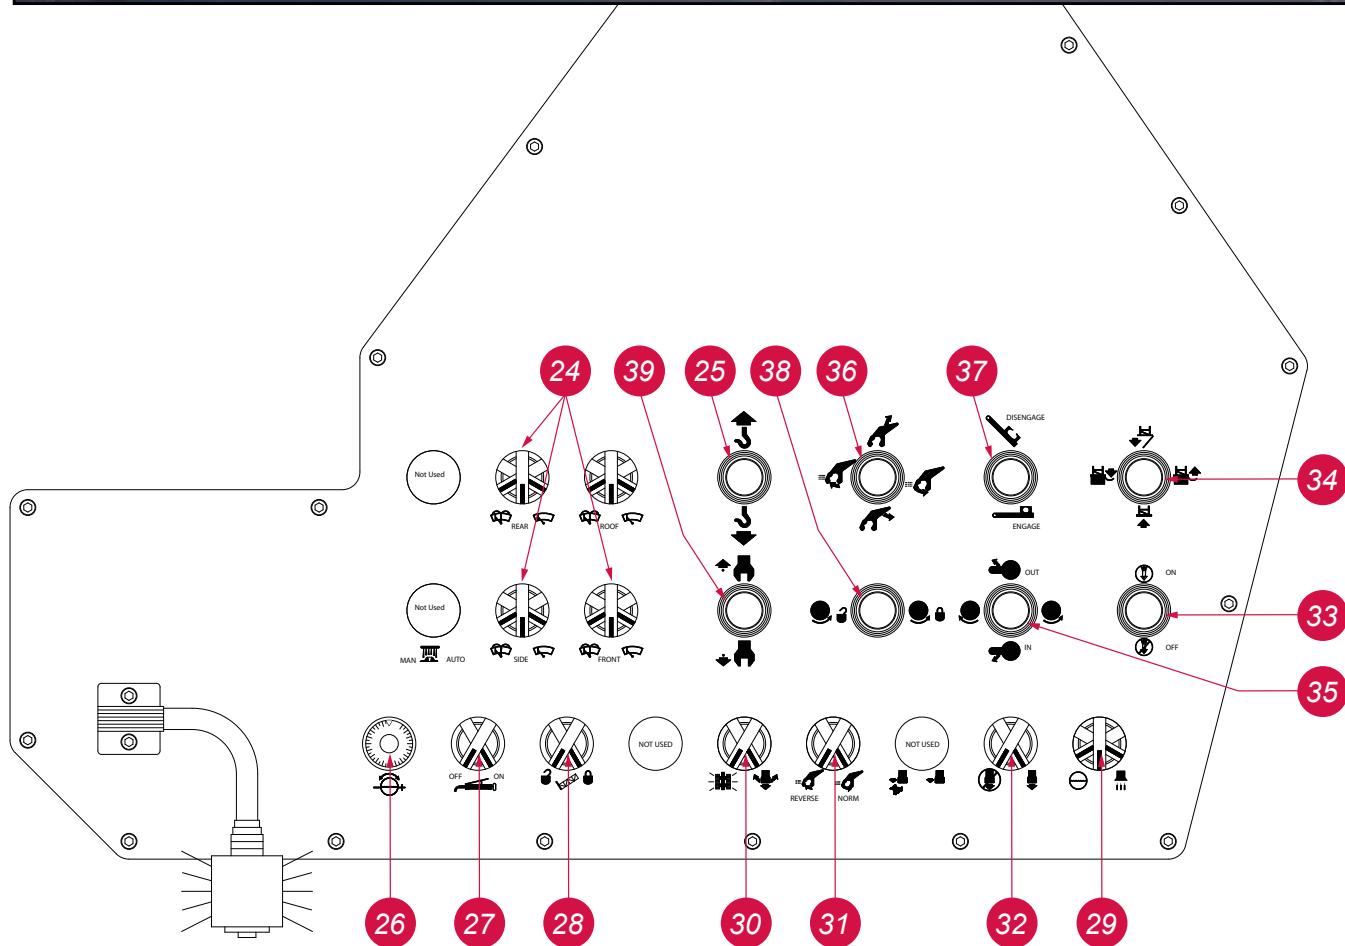 24 39 25 38 36 37
DISENGAGE
Not Used
34
REAR ROOF
ENGAGE
OUT ON
Not Used
33
MAN AUTO SIDE FRONT IN OFF
35
NOT USED NOT USED
OFF ON
REVERSE NORM
26 27 28 30 31 32 29